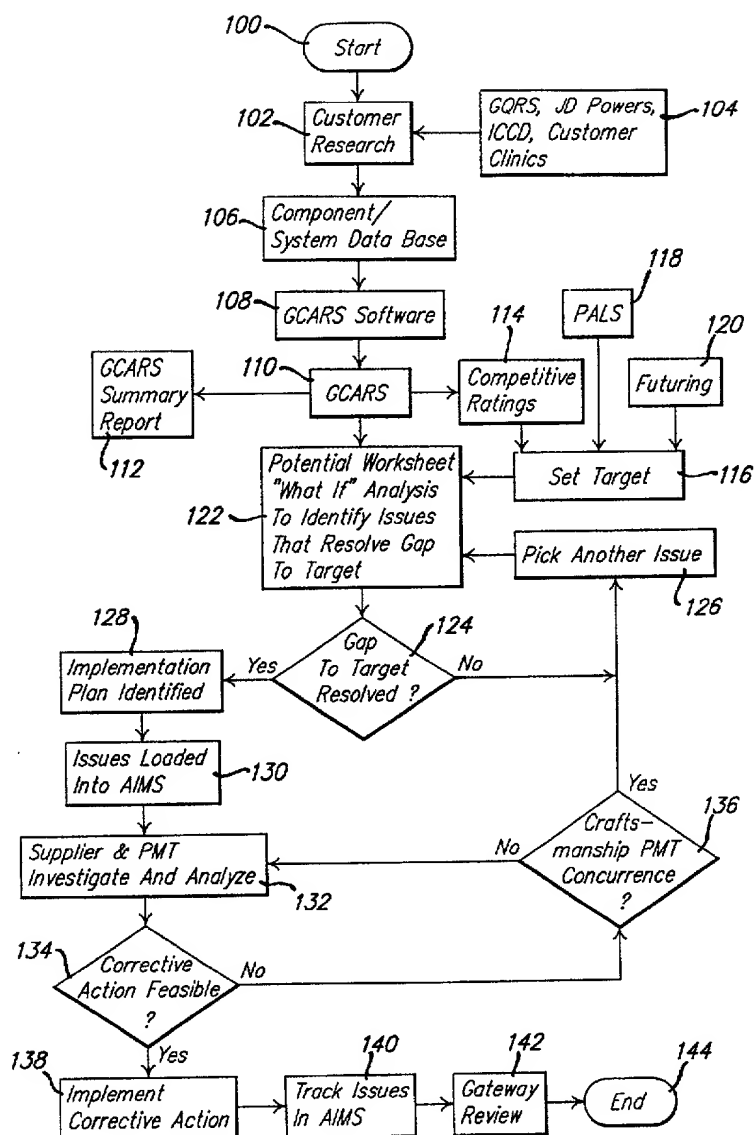 100
Start
102
Customer
Research
GQRS, JD Powers,
ICCD, Customer
Clinics
104
106
Component/
System Data Base
108
GCARS Software
118
PALS
114
120
110
GCARS
GCARS
Summary
Report
112
Competitive
Ratings
Futuring
Set Target
116
122
Potential Worksheet
"What If" Analysis
To Identify Issues
That Resolve Gap
To Target
Pick Another Issue
126
128
124
Gap
To Target
Resolved ?
Yes
No
Implementation
Plan Identified
Issues Loaded
Into AIMS
130
Yes
136
Crafts-
manship PMT
Concurrence
?
No
Supplier & PMT
Investigate And Analyze
132
134
Corrective
Action Feasible
?
No
Yes
138
Implement
Corrective Action
140
Track Issues
In AIMS
142
Gateway
Review
144
End